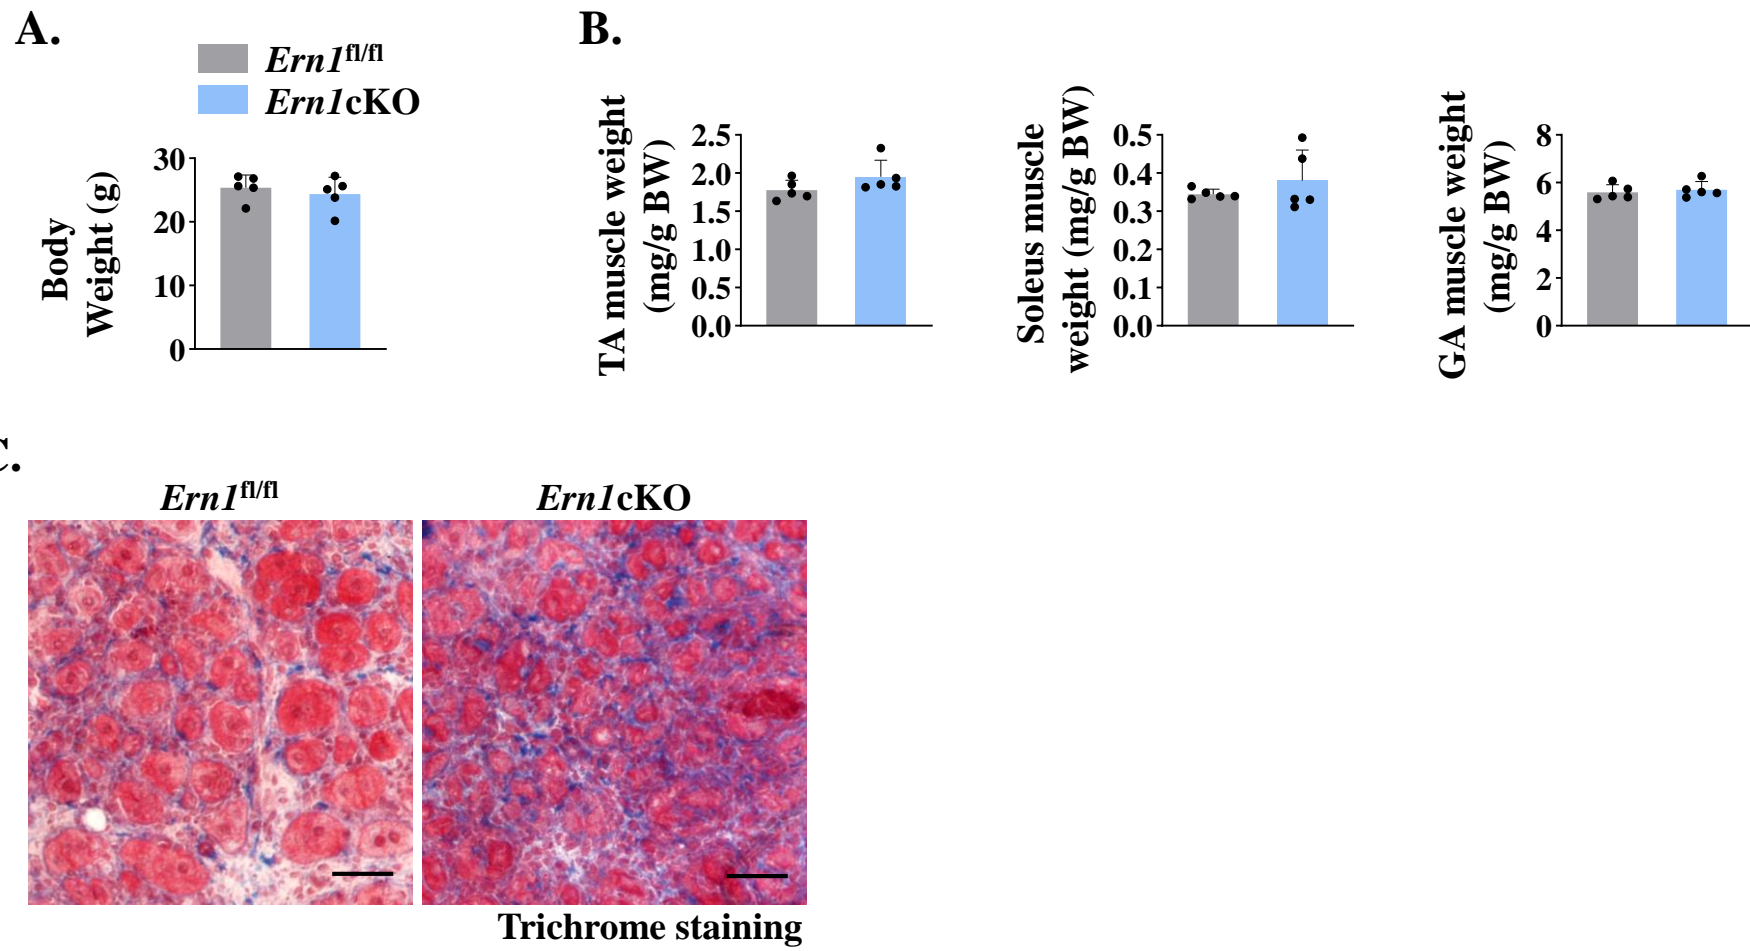 A.
Ern1fl/fl
Ern1cKO
Body
Weight (g)
30
20
10
0
B.
TA muscle weight
(mg/g BW)
2.5
2.0
1.5
1.0
0.5
0.0
Soleus muscle
weight (mg/g BW)
0.5
0.4
0.3
0.2
0.1
0.0
GA muscle weight
(mg/g BW)
8
6
4
2
0
C.
Ern1fl/fl
Ern1cKO
Trichrome staining